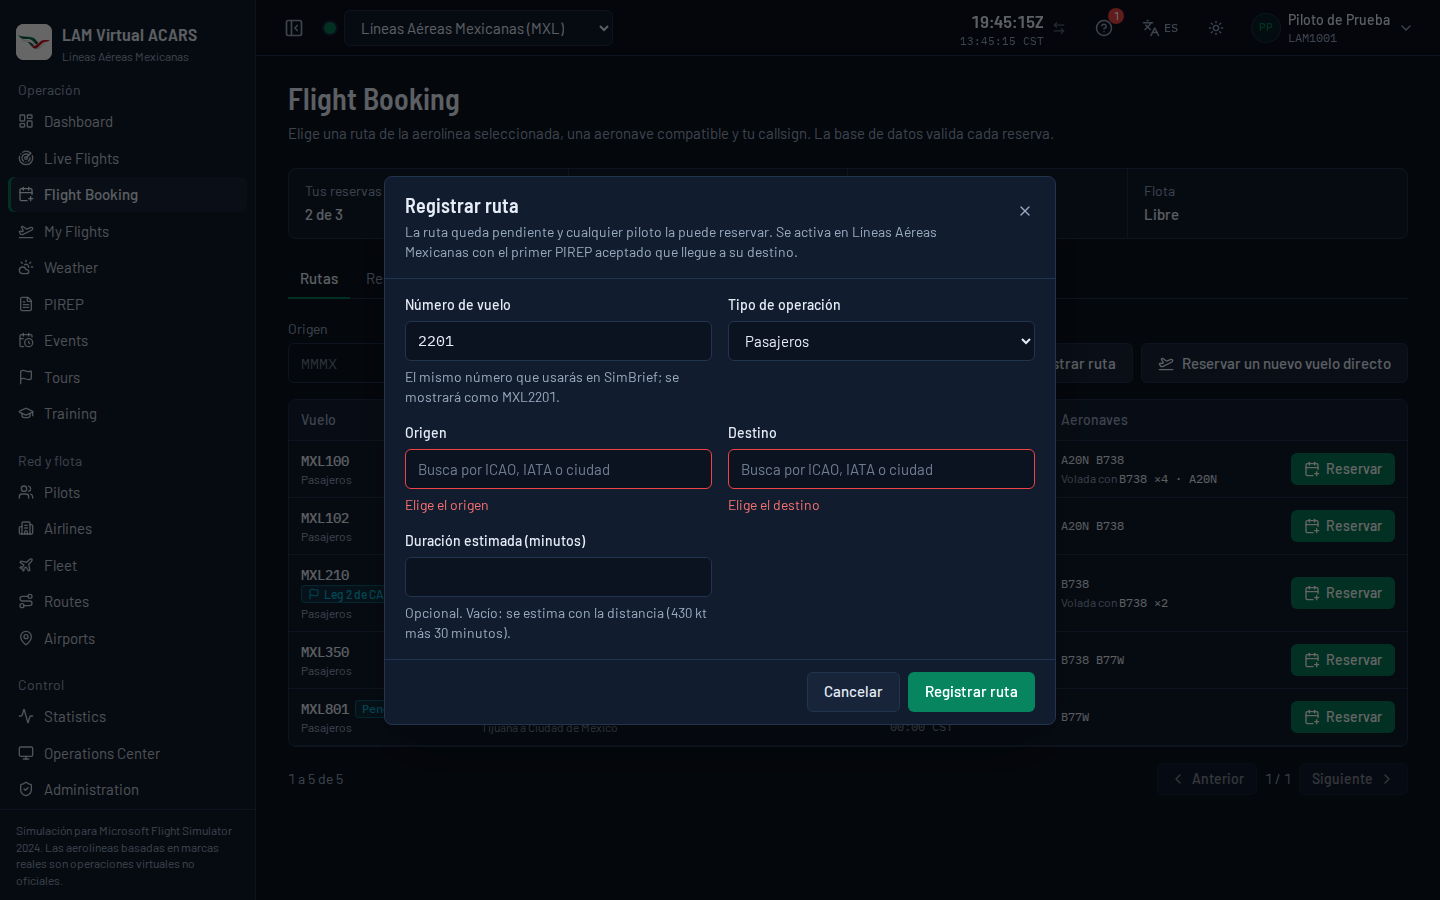 LAM Virtual ACARS
Líneas Aéreas Mexicanas
Operación
Dashboard
Live Flights
Flight Booking
My Flights
Weather
PIREP
Events
Tours
Training
Red y flota
Pilots
Airlines
Fleet
Routes
Airports
Control
Statistics
Operations Center
Administration
Simulación para Microsoft Flight Simulator
2024. Las aerolíneas basadas en marcas
reales son operaciones virtuales no
oficiales.
Líneas Aéreas Mexicanas (MXL)
19:45:15Z
13:45:15 CST
1
ES
PP
Piloto de Prueba
LAM1001
Flight Booking
Elige una ruta de la aerolínea seleccionada, una aeronave compatible y tu callsign. La base de datos valida cada reserva.
Tus reservas
2 de 3
Flota
Libre
Rutas
Re
Origen
MMMX
strar ruta
Reservar un nuevo vuelo directo
Vuelo
Aeronaves
MXL100
Pasajeros
A20N B738
Volada con B738 ×4 · A20N
Reservar
MXL102
Pasajeros
A20N B738
Reservar
MXL210
Leg 2 de CA
Pasajeros
B738
Volada con B738 ×2
Reservar
MXL350
Pasajeros
B738 B77W
Reservar
MXL801
Pen
Pasajeros
Tijuana a Ciudad de México
00:00 CST
B77W
Reservar
1 a 5 de 5
Anterior
1 / 1
Siguiente
Registrar ruta
La ruta queda pendiente y cualquier piloto la puede reservar. Se activa en Líneas Aéreas
Mexicanas con el primer PIREP aceptado que llegue a su destino.
Número de vuelo
2201
El mismo número que usarás en SimBrief; se
mostrará como MXL2201.
Tipo de operación
Pasajeros
Origen
Busca por ICAO, IATA o ciudad
Elige el origen
Destino
Busca por ICAO, IATA o ciudad
Elige el destino
Duración estimada (minutos)
Opcional. Vacío: se estima con la distancia (430 kt
más 30 minutos).
Cancelar
Registrar ruta